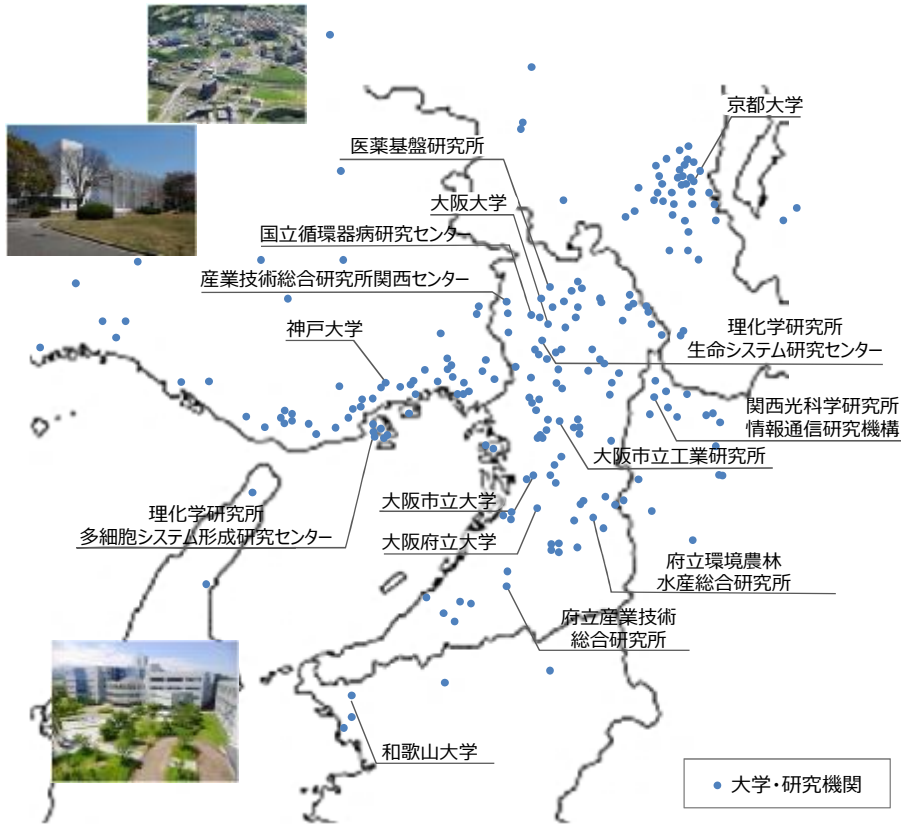 京都大学
医薬基盤研究所
大阪大学
国立循環器病研究センター
産業技術総合研究所関西センター
神戸大学
理化学研究所
生命システム研究センター
関西光科学研究所
情報通信研究機構
大阪市立工業研究所
大阪市立大学
理化学研究所
多細胞システム形成研究センター
大阪府立大学
府立環境農林
水産総合研究所
府立産業技術
総合研究所
和歌山大学
大学・研究機関